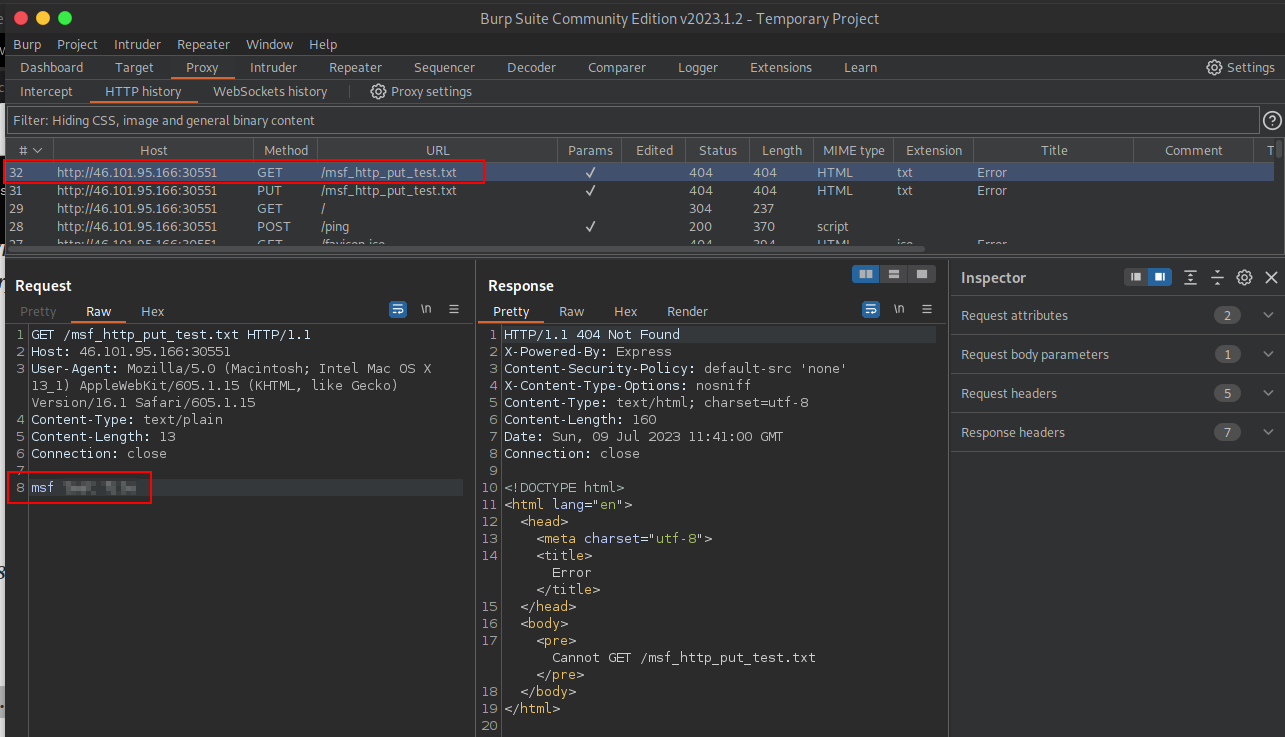 Burp Suite Community Edition v2023.1.2 - Temporary Project
Burp Project Intruder Repeater Window Help
Dashboard Target Proxy Intruder Repeater Sequencer Decoder Comparer Logger Extensions Learn Settings
Intercept HTTP history WebSockets history Proxy settings
Filter: Hiding CSS, image and general binary content
# Host Method URL Params Edited Status Length MIME type Extension Title Comment T
32 http://46.101.95.166:30551 GET /msf_http_put_test.txt ✓ 404 404 HTML txt Error
31 http://46.101.95.166:30551 PUT /msf_http_put_test.txt ✓ 404 404 HTML txt Error
29 http://46.101.95.166:30551 GET / 304 237
28 http://46.101.95.166:30551 POST /ping ✓ 200 370 script
27 http://46.101.95.166:30551 GET /favicon.ico 404 394 HTML ico Error
Request
Pretty Raw Hex \n
1 GET /msf_http_put_test.txt HTTP/1.1
2 Host: 46.101.95.166:30551
3 User-Agent: Mozilla/5.0 (Macintosh; Intel Mac OS X
13_1) AppleWebKit/605.1.15 (KHTML, like Gecko)
Version/16.1 Safari/605.1.15
4 Content-Type: text/plain
5 Content-Length: 13
6 Connection: close
7
8 msf
Response
Pretty Raw Hex Render \n
1 HTTP/1.1 404 Not Found
2 X-Powered-By: Express
3 Content-Security-Policy: default-src 'none'
4 X-Content-Type-Options: nosniff
5 Content-Type: text/html; charset=utf-8
6 Content-Length: 160
7 Date: Sun, 09 Jul 2023 11:41:00 GMT
8 Connection: close
9
10 <!DOCTYPE html>
11 <html lang="en">
12 <head>
13 <meta charset="utf-8">
14 <title>
Error
</title>
15 </head>
16 <body>
17 <pre>
Cannot GET /msf_http_put_test.txt
</pre>
18 </body>
19 </html>
20
Inspector
Request attributes 2
Request body parameters 1
Request headers 5
Response headers 7